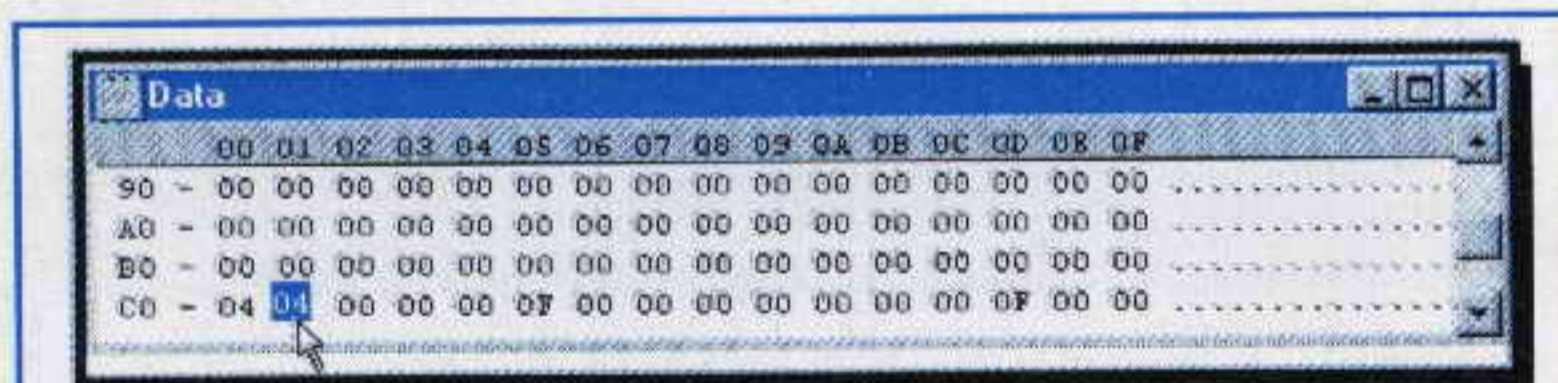 Data
00 01 02 03 04 05 06 07 08 09 0A 0B 0C 0D 0E 0F
90 - 00 00 00 00 00 00 00 00 00 00 00 00 00 00 00 00 ................
A0 - 00 00 00 00 00 00 00 00 00 00 00 00 00 00 00 00 ................
B0 - 00 00 00 00 00 00 00 00 00 00 00 00 00 00 00 00 ................
C0 - 04 04 00 00 00 0F 00 00 00 00 00 00 00 0F 00 00 ................